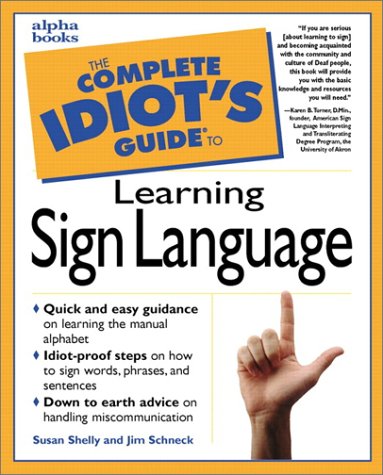 alpha
books
THE
COMPLETE
IDIOT'S
GUIDE® TO
"If you are serious
[about learning to sign]
and becoming acquainted
with the community
and culture of Deaf people,
this book will provide
you with the basic
knowledge and resources
you will need."
—Karen B. Turner, D.Min.,
founder, American Sign
Language Interpreting
and Transliterating
Degree Program, the
University of Akron
Learning
Sign Language
♦ Quick and easy guidance
on learning the manual
alphabet
♦ Idiot-proof steps on how
to sign words, phrases, and
sentences
♦ Down to earth advice on
handling miscommunication
Susan Shelly and Jim Schneck